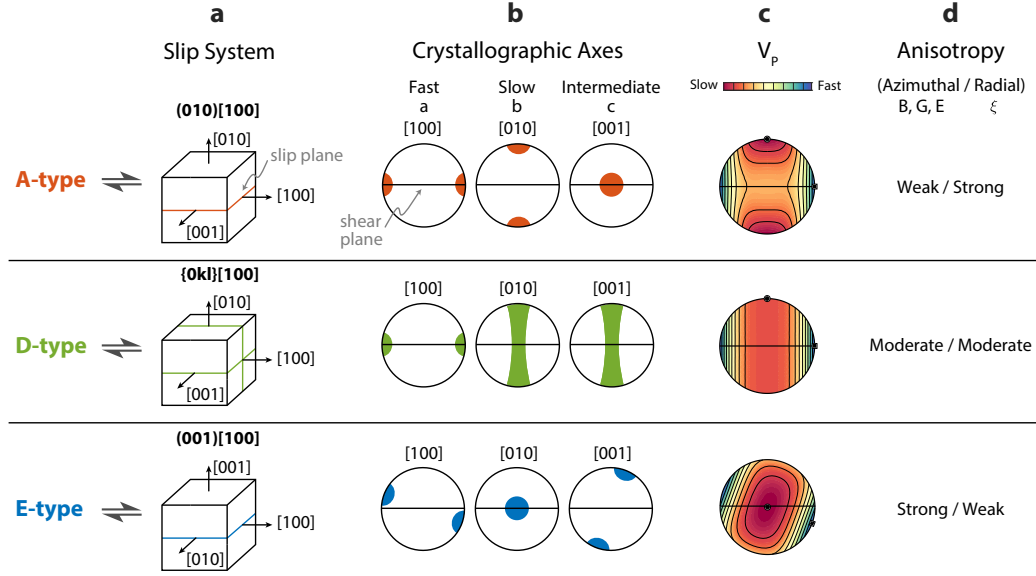 a b c d
Slip System Crystallographic Axes V_P Anisotropy
Fast Slow Intermediate Slow Fast (Azimuthal / Radial)
a b c B, G, E ξ
(010)[100] [100] [010] [001]
[010]
slip plane
A-type [100] Weak / Strong
[001] shear plane
{0kl}[100] [100] [010] [001]
[010]
D-type [100] Moderate / Moderate
[001]
(001)[100] [100] [010] [001]
[001]
E-type [100] Strong / Weak
[010]